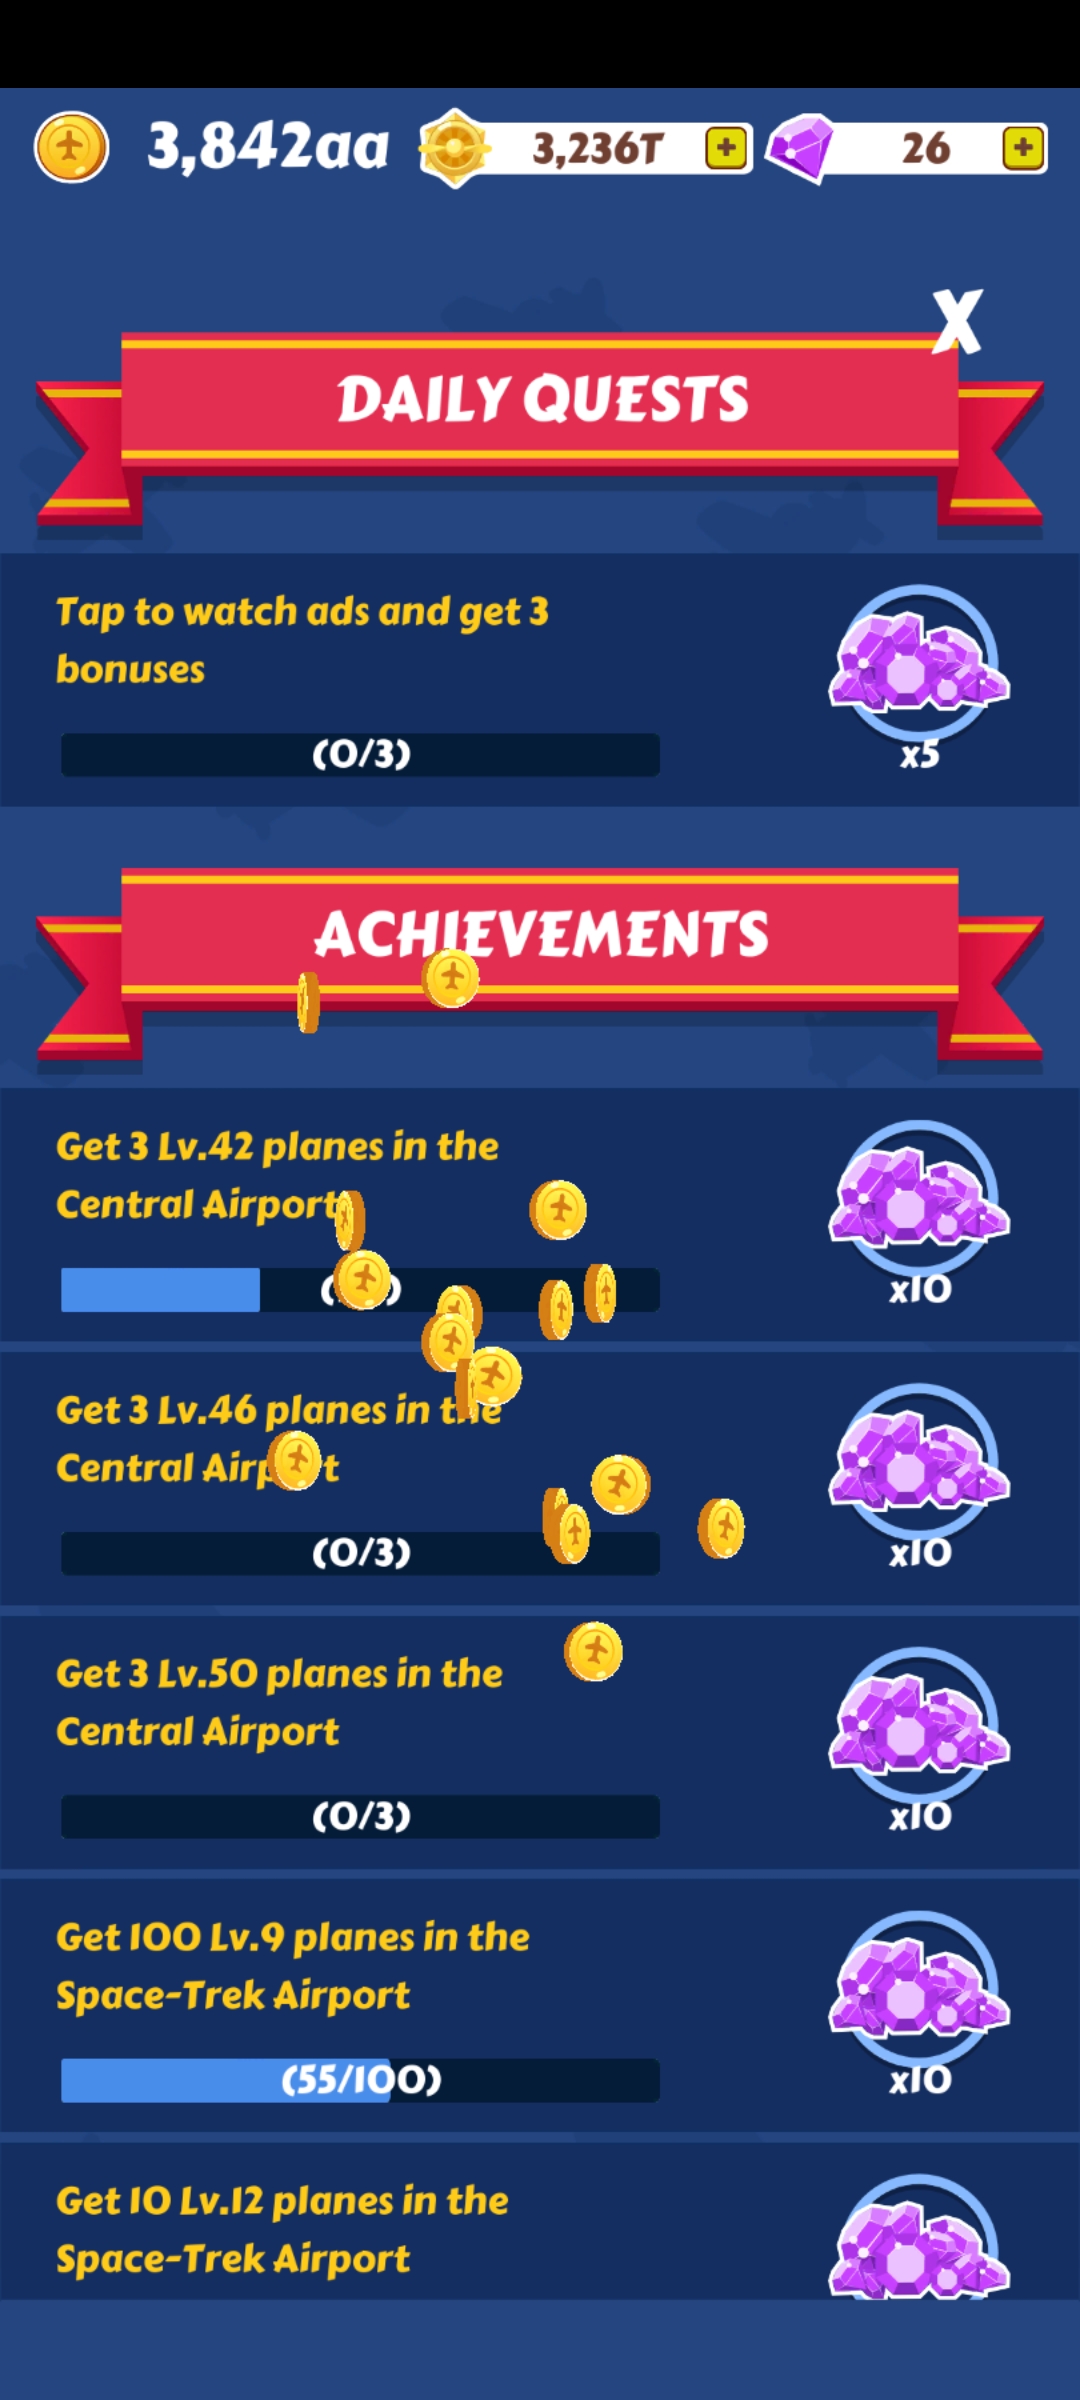 3,842aa 3,236T + 26 +
X
DAILY QUESTS
Tap to watch ads and get 3
bonuses
(0/3)
x5
ACHIEVEMENTS
Get 3 Lv.42 planes in the
Central Airport
x10
Get 3 Lv.46 planes in the
Central Airport
(0/3)
x10
Get 3 Lv.50 planes in the
Central Airport
(0/3)
x10
Get 100 Lv.9 planes in the
Space-Trek Airport
(55/100)
x10
Get 10 Lv.12 planes in the
Space-Trek Airport